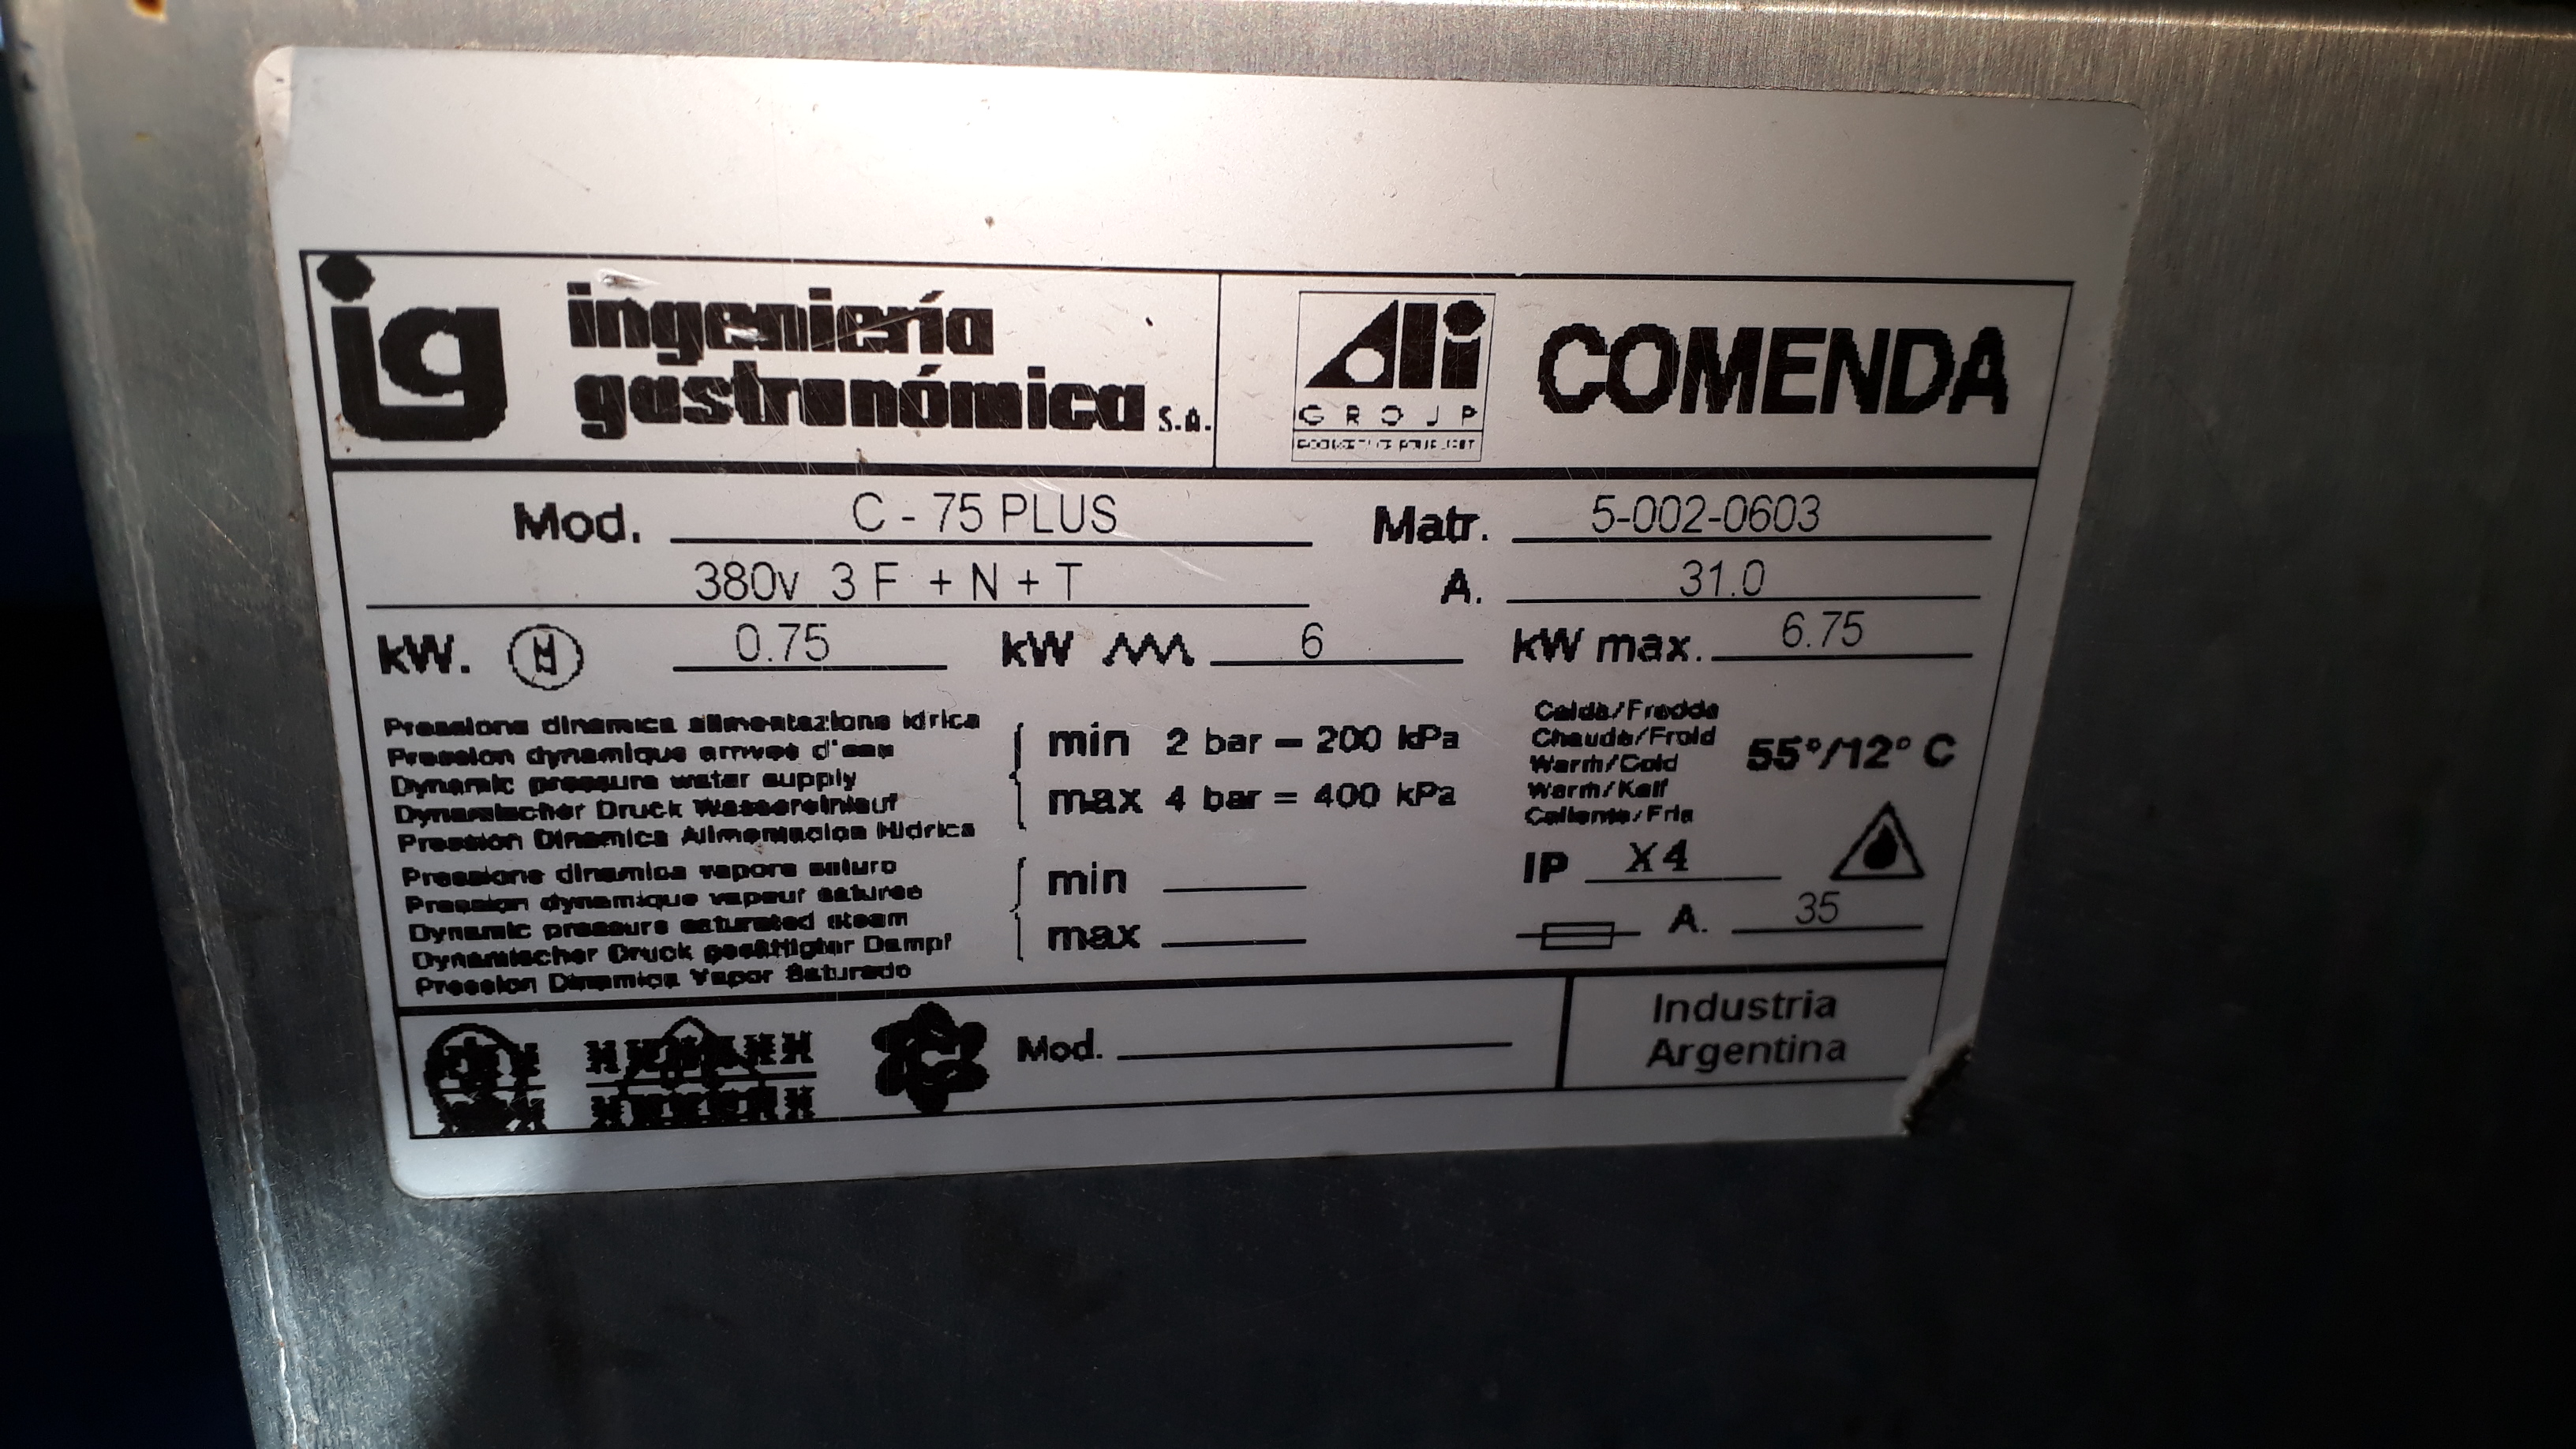 ig ingeniería
gastronómica S.A.
Ali
GROUP
COMENDA
Mod. C - 75 PLUS Matr. 5-002-0603
380v 3 F + N + T A. 31.0
kW. 0.75 kW 6 kW max. 6.75
Pressione dinamica alimentazione idrica
Pression dynamique arrivee d'eau
Dynamic pressure water supply
Dynamischer Druck Wassereinlauf
Pression Dinamica Alimentacion Hidrica
min 2 bar = 200 kPa
max 4 bar = 400 kPa
Calda/Fredda
Chaude/Froid
Warm/Cold
Warm/Kalt
Caliente/Fria
55°/12° C
Pressione dinamica vapore saturo
Pression dynamique vapeur saturee
Dynamic pressure saturated steam
Dynamischer Druck gesättigter Dampf
Pression Dinamica Vapor Saturado
min
max
IP X4
A. 35
Mod.
Industria
Argentina